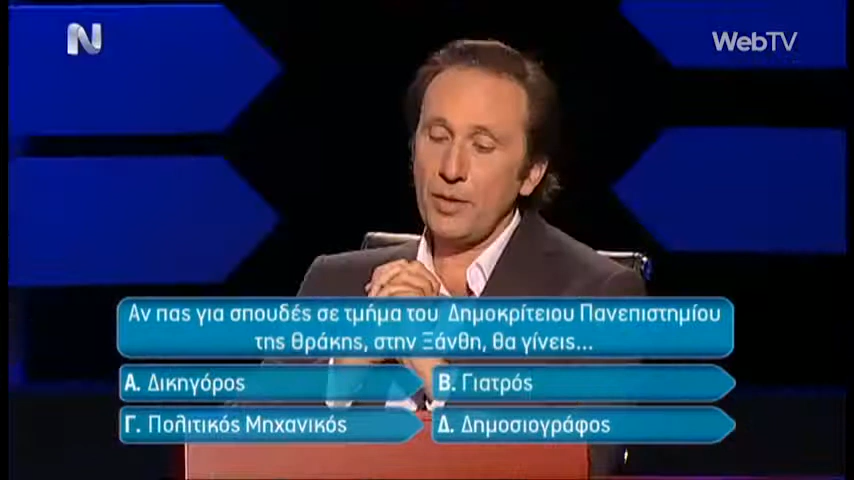 N
WebTV
Αν πας για σπουδές σε τμήμα του Δημοκρίτειου Πανεπιστημίου
της Θράκης, στην Ξάνθη, θα γίνεις...
Α. Δικηγόρος
Β. Γιατρός
Γ. Πολιτικός Μηχανικός
Δ. Δημοσιογράφος